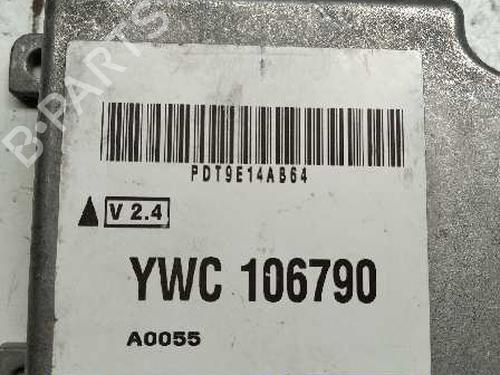 B-PARTS
PDT9E14AB64
V 2.4
YWC 106790
A0055